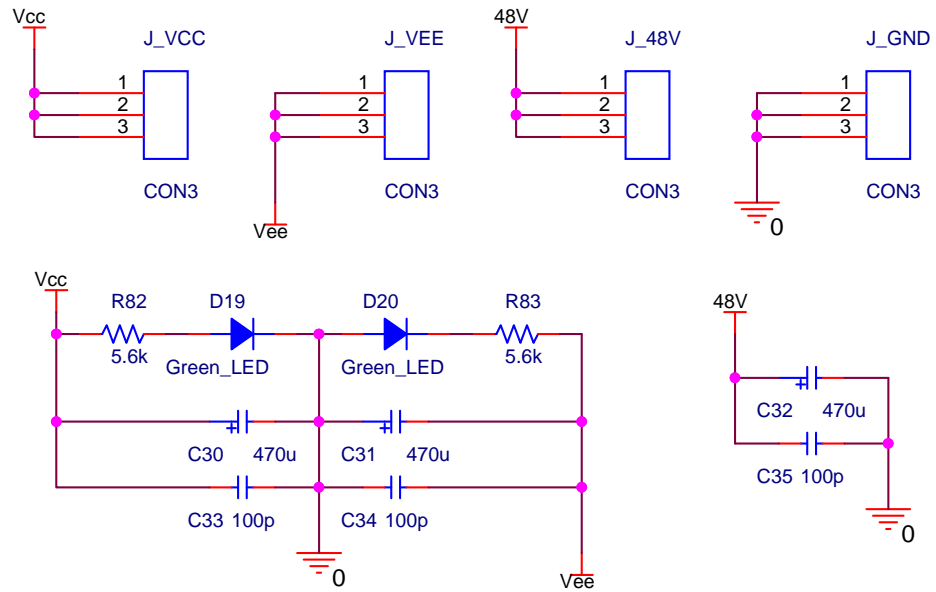 Vcc
48V
J_VCC
J_VEE
J_48V
J_GND
1
2
3
1
2
3
1
2
3
1
2
3
CON3
CON3
CON3
CON3
Vee
0
Vcc
48V
R82
D19
D20
R83
5.6k
Green_LED
Green_LED
5.6k
C30 470u
C31 470u
C32 470u
C33 100p
C34 100p
C35 100p
0
Vee
0